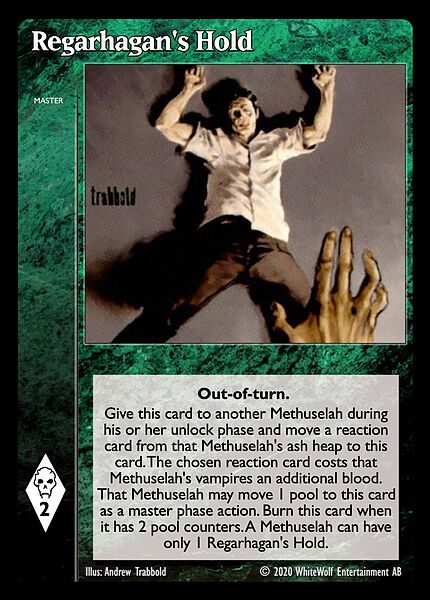 Regarhagan's Hold
MASTER
trabbold
Out-of-turn.
Give this card to another Methuselah during
his or her unlock phase and move a reaction
card from that Methuselah's ash heap to this
card. The chosen reaction card costs that
Methuselah's vampires an additional blood.
That Methuselah may move 1 pool to this card
as a master phase action. Burn this card when
it has 2 pool counters. A Methuselah can have
only 1 Regarhagan's Hold.
2
Illus: Andrew Trabbold
© 2020 WhiteWolf Entertainment AB